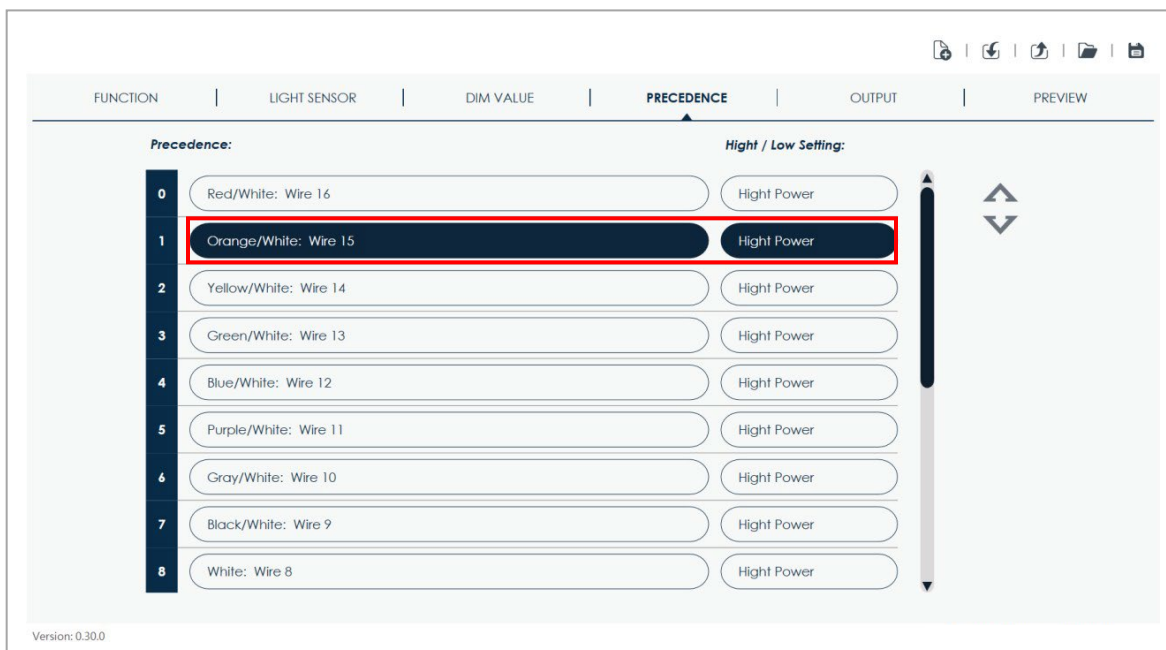 FUNCTION | LIGHT SENSOR | DIM VALUE | PRECEDENCE | OUTPUT | PREVIEW
Precedence: Hight / Low Setting:
0 Red/White: Wire 16 Hight Power
1 Orange/White: Wire 15 Hight Power
2 Yellow/White: Wire 14 Hight Power
3 Green/White: Wire 13 Hight Power
4 Blue/White: Wire 12 Hight Power
5 Purple/White: Wire 11 Hight Power
6 Gray/White: Wire 10 Hight Power
7 Black/White: Wire 9 Hight Power
8 White: Wire 8 Hight Power
Version: 0.30.0